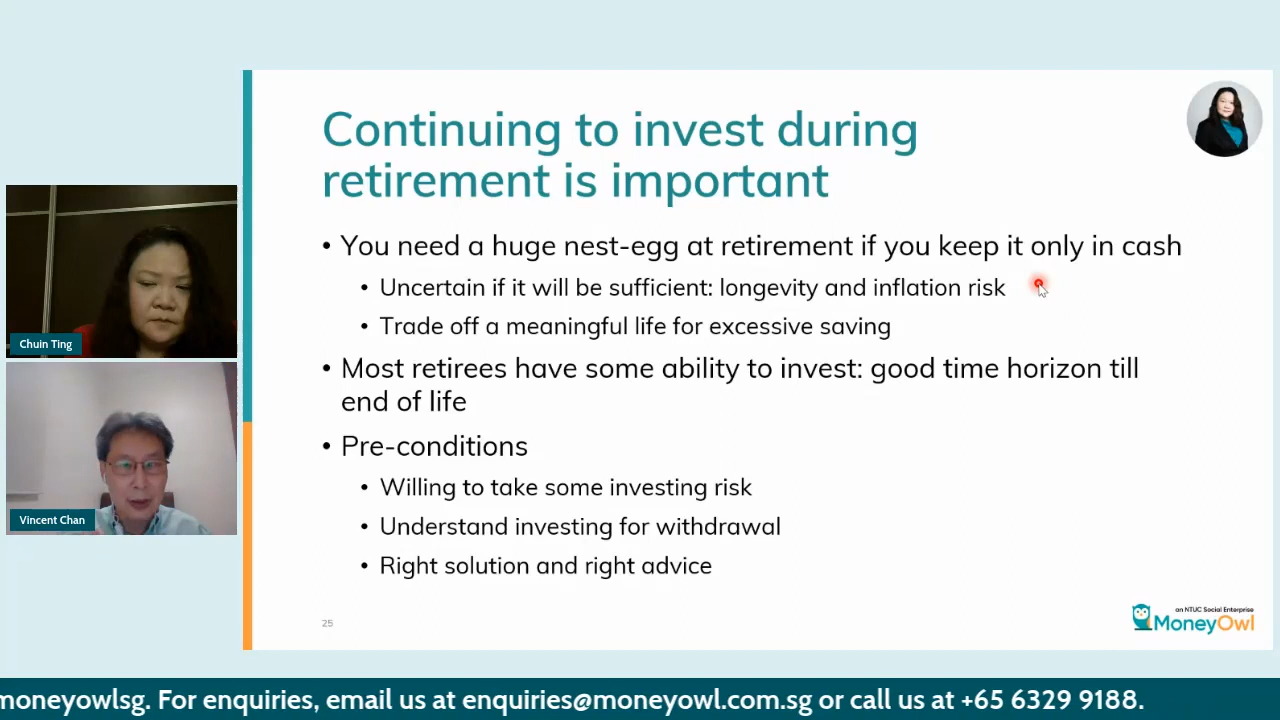 Continuing to invest during
retirement is important
• You need a huge nest-egg at retirement if you keep it only in cash
• Uncertain if it will be sufficient: longevity and inflation risk
• Trade off a meaningful life for excessive saving
• Most retirees have some ability to invest: good time horizon till
end of life
• Pre-conditions
• Willing to take some investing risk
• Understand investing for withdrawal
• Right solution and right advice
25
an NTUC Social Enterprise
MoneyOwl
Chuin Ting
Vincent Chan
moneyowlsg. For enquiries, email us at enquiries@moneyowl.com.sg or call us at +65 6329 9188.